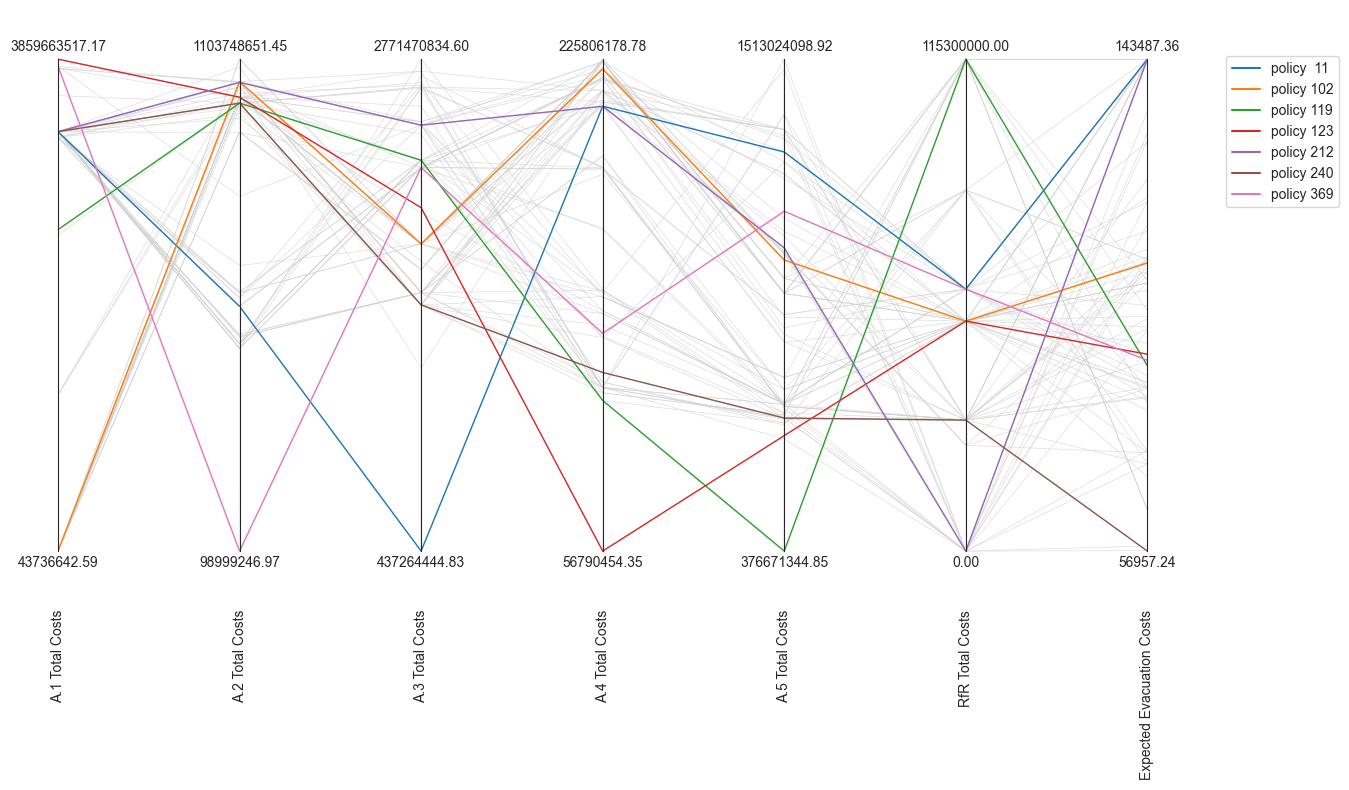 3859663517.17 1103748651.45 2771470834.60 225806178.78 1513024098.92 115300000.00 143487.36
policy 11
policy 102
policy 119
policy 123
policy 212
policy 240
policy 369
43736642.59 98999246.97 437264444.83 56790454.35 376671344.85 0.00 56957.24
A.1 Total Costs
A.2 Total Costs
A.3 Total Costs
A.4 Total Costs
A.5 Total Costs
RfR Total Costs
Expected Evacuation Costs